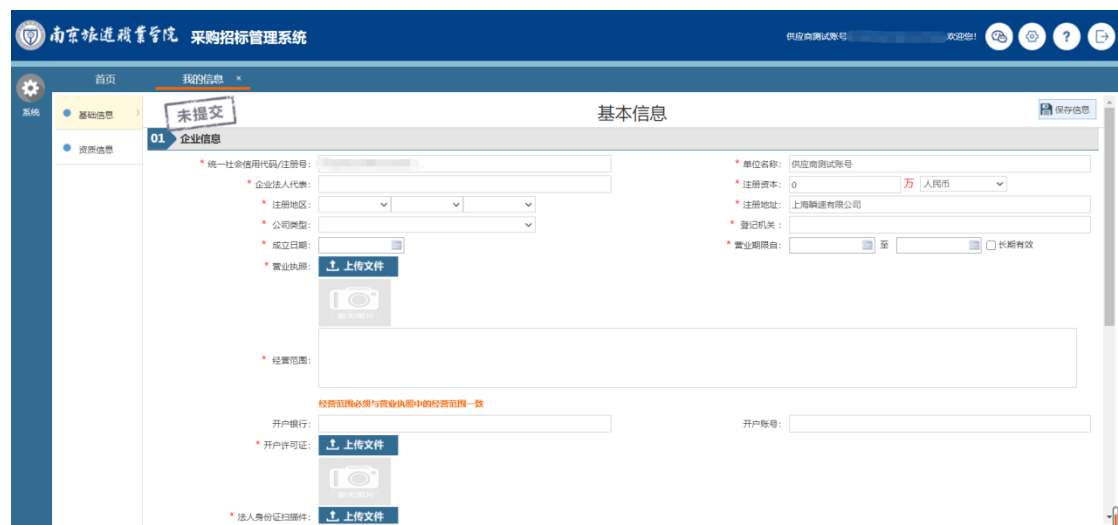 南京旅游职业学院 采购招标管理系统
供应商测试账号 欢迎您! ?
首页 我的信息 ×
系统
基础信息
资质信息
未提交
基本信息
保存信息
01 企业信息
* 统一社会信用代码/注册号:
* 单位名称: 供应商测试账号
* 企业法人代表:
* 注册资本: 0 万 人民币
* 注册地区:
* 注册地址: 上海瞬速有限公司
* 公司类型:
* 登记机关:
* 成立日期:
* 营业期限自: 至 长期有效
* 营业执照: 上传文件
暂无图片
* 经营范围:
经营范围必须与营业执照中的经营范围一致
开户银行:
开户账号:
* 开户许可证: 上传文件
暂无图片
* 法人身份证扫描件: 上传文件